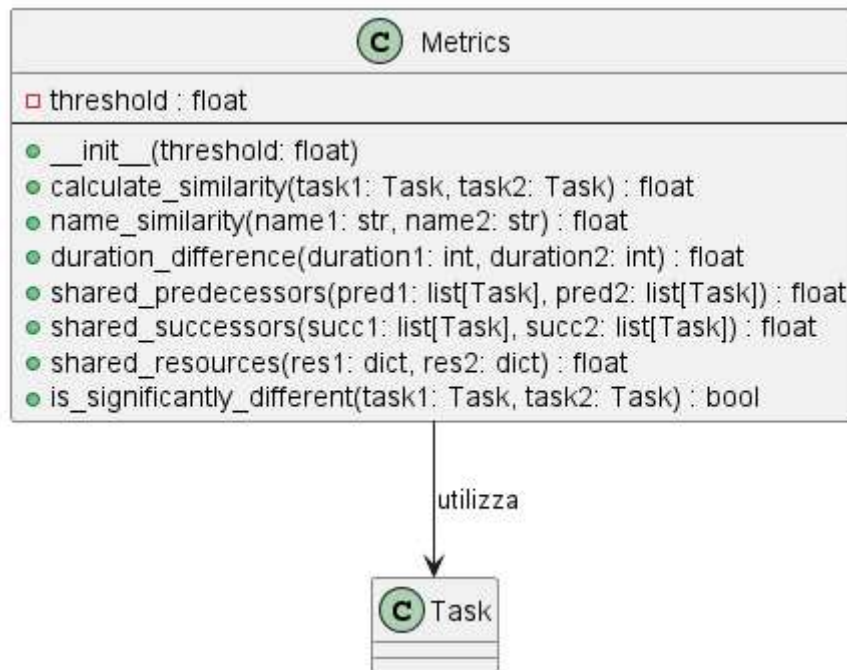 C Metrics
threshold : float
__init__(threshold: float)
calculate_similarity(task1: Task, task2: Task) : float
name_similarity(name1: str, name2: str) : float
duration_difference(duration1: int, duration2: int) : float
shared_predecessors(pred1: list[Task], pred2: list[Task]) : float
shared_successors(succ1: list[Task], succ2: list[Task]) : float
shared_resources(res1: dict, res2: dict) : float
is_significantly_different(task1: Task, task2: Task) : bool
utilizza
C Task